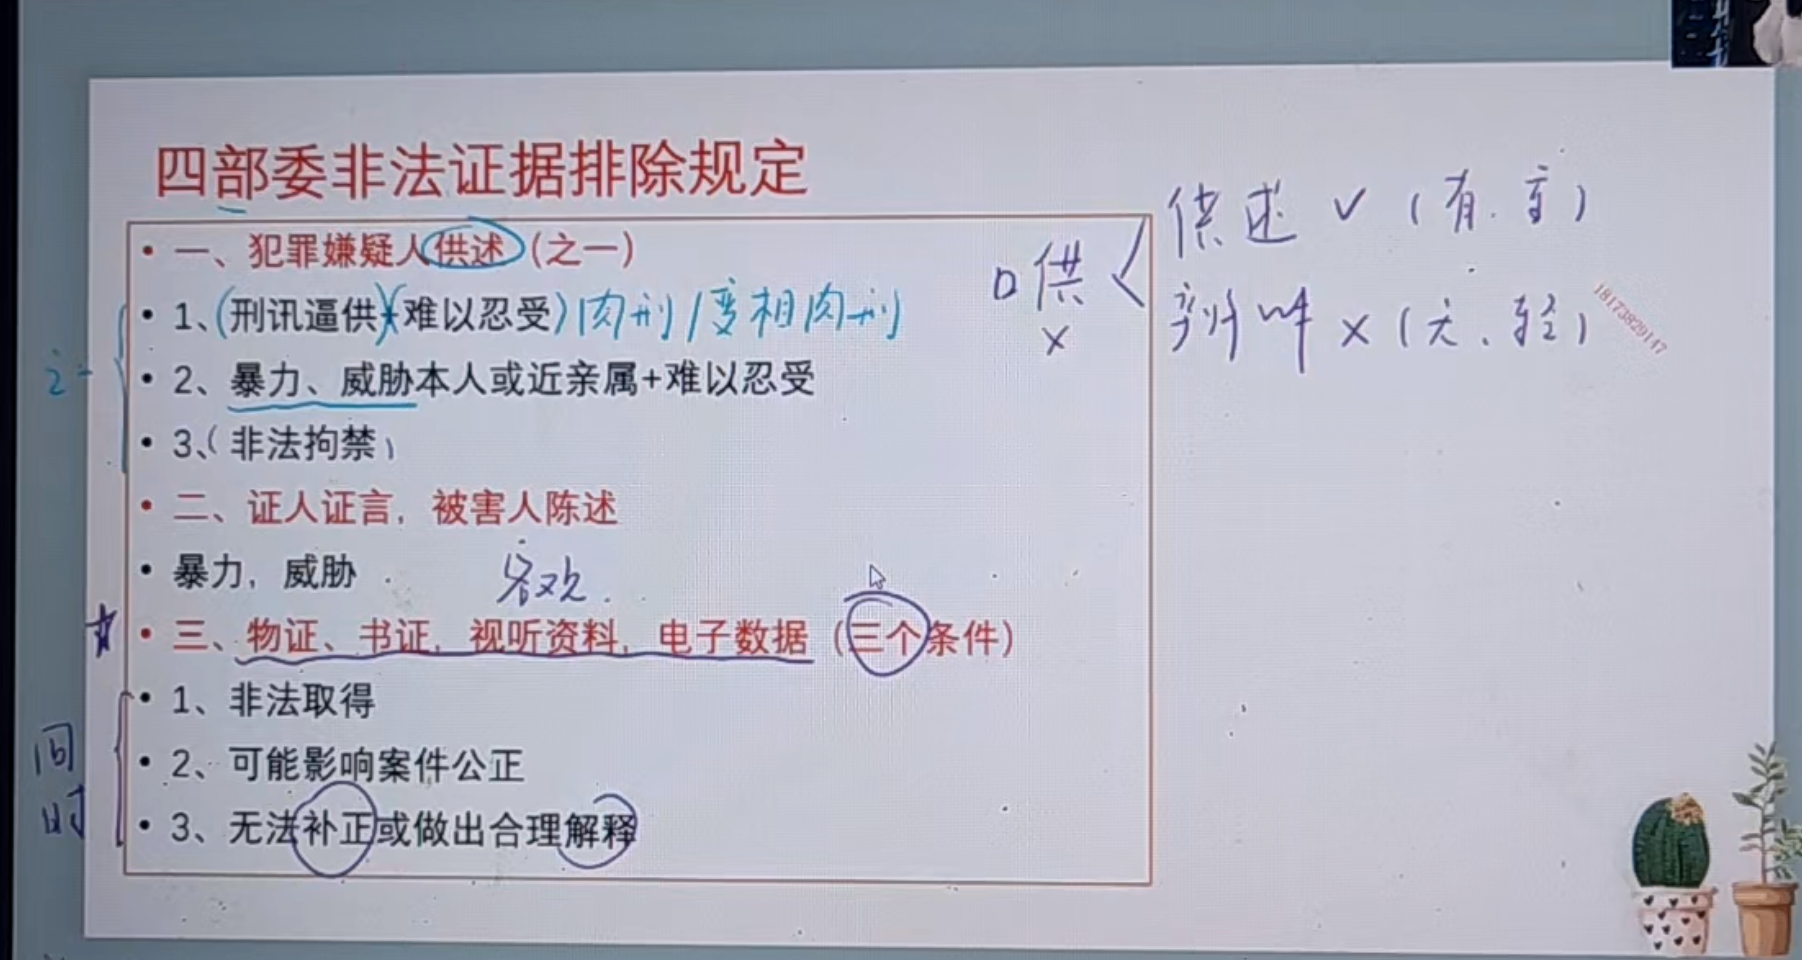 四部委非法证据排除规定
• 一、犯罪嫌疑人供述(之一)
• 1、(刑讯逼供)(难以忍受)肉刑/变相肉刑
• 2、暴力、威胁本人或近亲属+难以忍受
• 3、(非法拘禁)
• 二、证人证言，被害人陈述
• 暴力，威胁
客观.
• 三、物证、书证，视听资料，电子数据（三个条件）
• 1、非法取得
• 2、可能影响案件公正
• 3、无法补正或做出合理解释
同时
口供
×
供述 ✓ (有、重)
辩解 × (无、轻)
18173829147